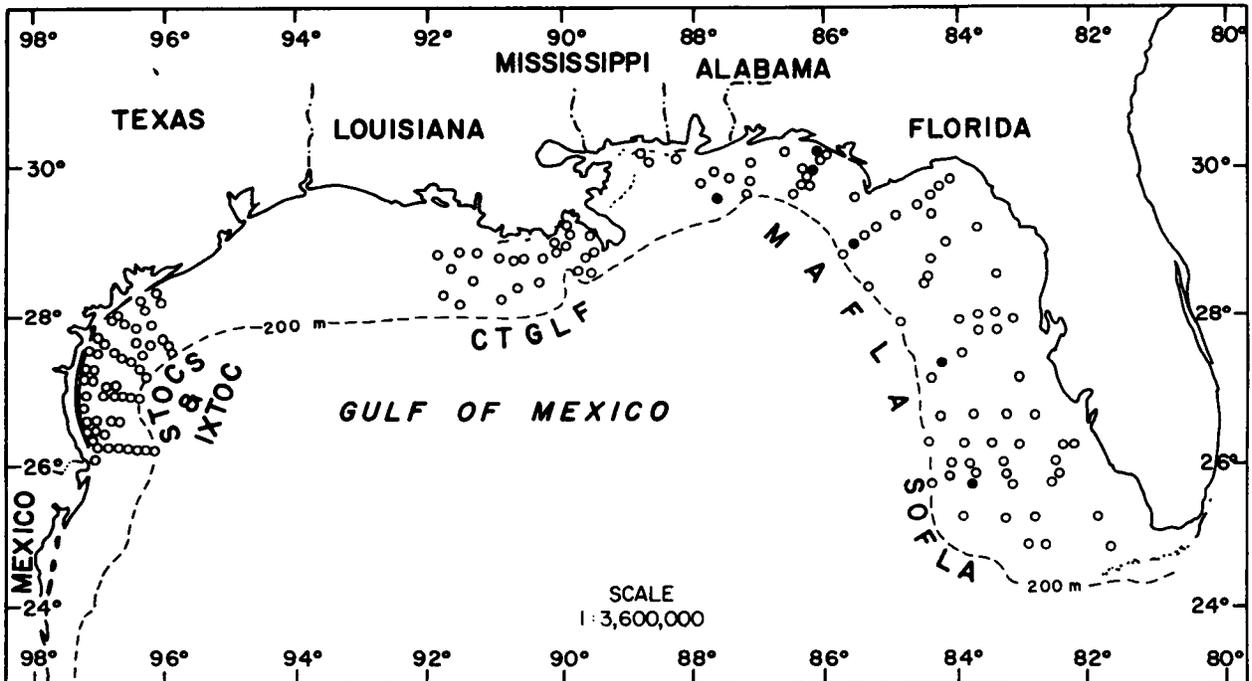 98° 96° 94° 92° 90° 88° 86° 84° 82° 80°
MISSISSIPPI ALABAMA
TEXAS LOUISIANA FLORIDA
30° 30°
MAFLA
28° 28°
200 m
CTGLF
STOCS
&
IXTOC
GULF OF MEXICO
26° 26°
SOFLA
MEXICO
200 m
SCALE
1:3,600,000
24° 24°
98° 96° 94° 92° 90° 88° 86° 84° 82° 80°